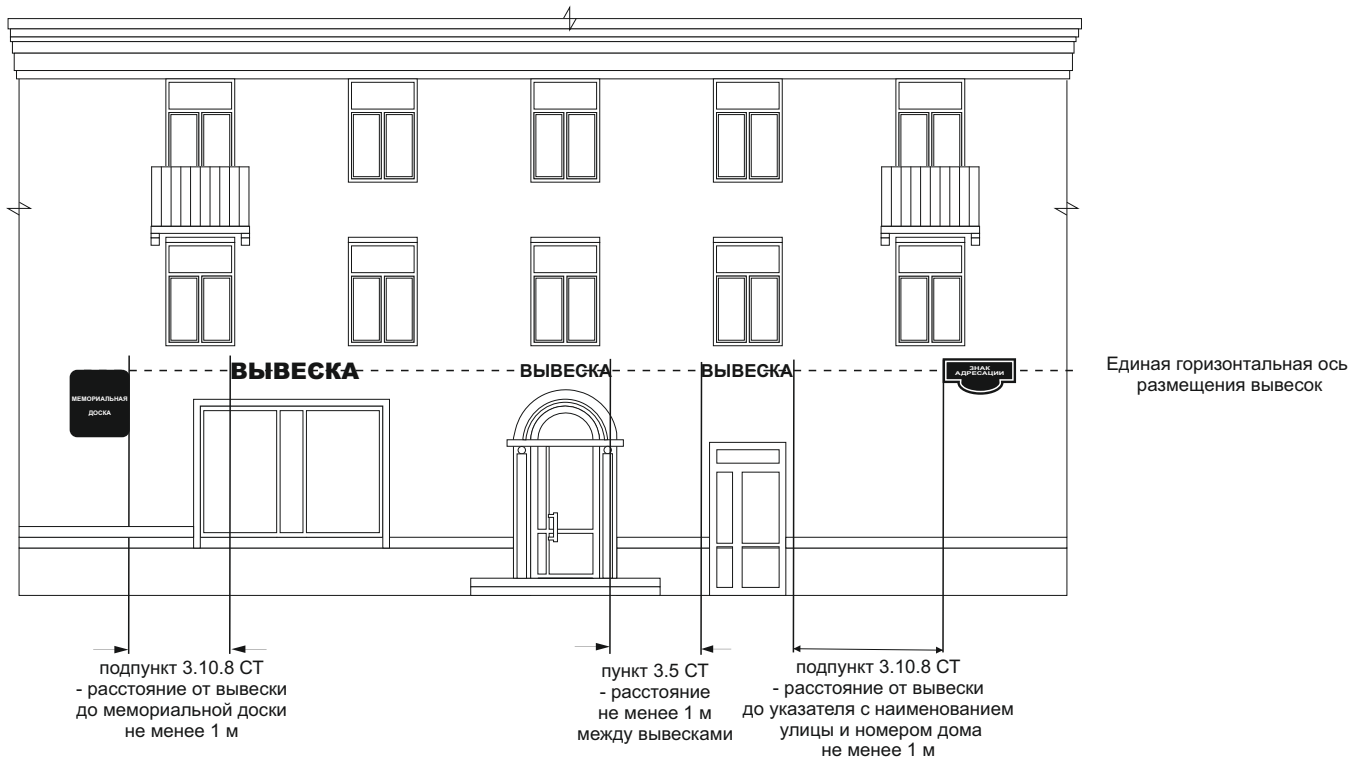 ВЫВЕСКА
ВЫВЕСКА
ВЫВЕСКА
ЗНАК
АДРЕСАЦИИ
МЕМОРИАЛЬНАЯ
ДОСКА
Единая горизонтальная ось
размещения вывесок
подпункт 3.10.8 СТ
- расстояние от вывески
до мемориальной доски
не менее 1 м
пункт 3.5 СТ
- расстояние
не менее 1 м
между вывесками
подпункт 3.10.8 СТ
- расстояние от вывески
до указателя с наименованием
улицы и номером дома
не менее 1 м